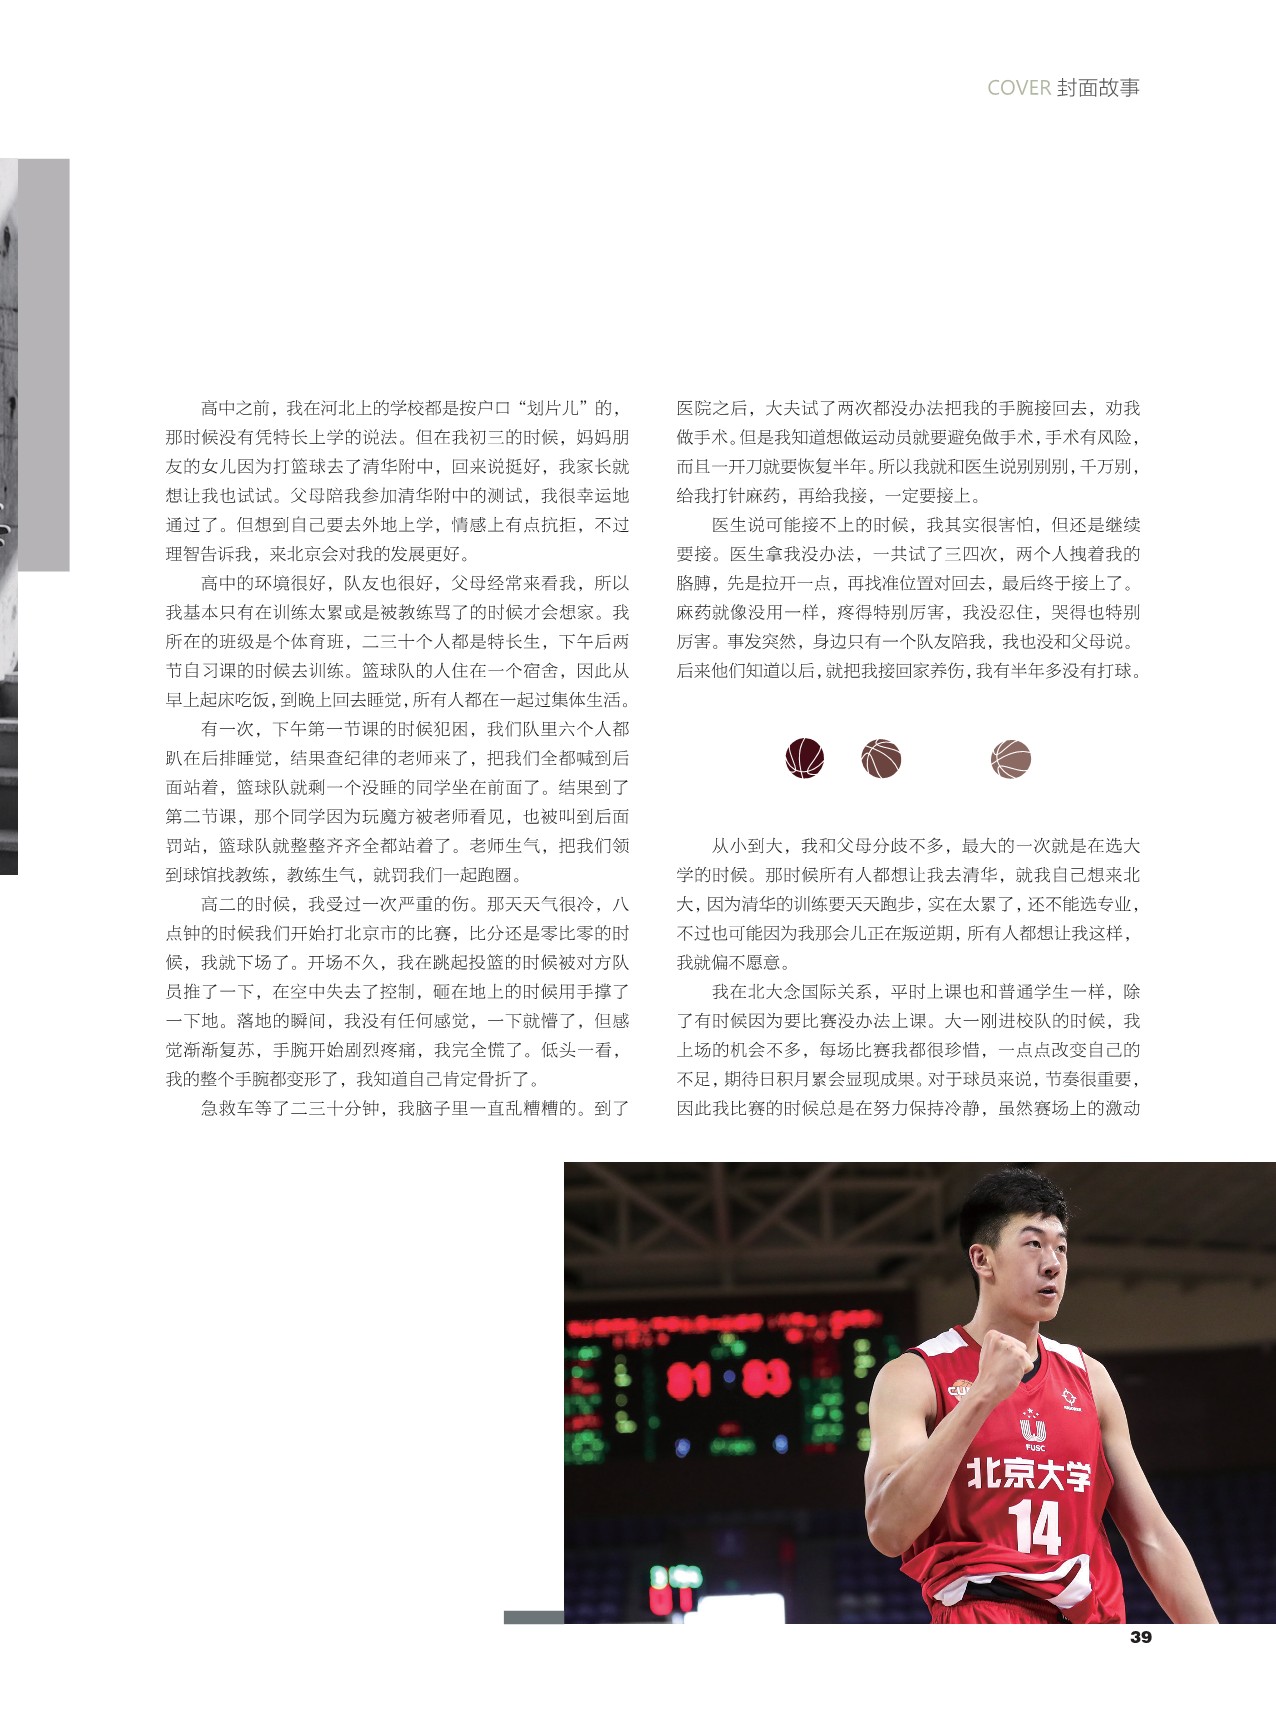 COVER 封面故事
高中之前，我在河北上的学校都是按户口“划片儿”的，
那时候没有凭特长上学的说法。但在我初三的时候，妈妈朋
友的女儿因为打篮球去了清华附中，回来说挺好，我家长就
想让我也试试。父母陪我参加清华附中的测试，我很幸运地
通过了。但想到自己要去外地上学，情感上有点抗拒，不过
理智告诉我，来北京会对我的发展更好。
高中的环境很好，队友也很好，父母经常来看我，所以
我基本只有在训练太累或是被教练骂了的时候才会想家。我
所在的班级是个体育班，二三十个人都是特长生，下午后两
节自习课的时候去训练。篮球队的人住在一个宿舍，因此从
早上起床吃饭，到晚上回去睡觉，所有人都在一起过集体生活。
有一次，下午第一节课的时候犯困，我们队里六个人都
趴在后排睡觉，结果查纪律的老师来了，把我们全都喊到后
面站着，篮球队就剩一个没睡的同学坐在前面了。结果到了
第二节课，那个同学因为玩魔方被老师看见，也被叫到后面
罚站，篮球队就整整齐齐全都站着了。老师生气，把我们领
到球馆找教练，教练生气，就罚我们一起跑圈。
高二的时候，我受过一次严重的伤。那天天气很冷，八
点钟的时候我们开始打北京市的比赛，比分还是零比零的时
候，我就下场了。开场不久，我在跳起投篮的时候被对方队
员推了一下，在空中失去了控制，砸在地上的时候用手撑了
一下地。落地的瞬间，我没有任何感觉，一下就懵了，但感
觉渐渐复苏，手腕开始剧烈疼痛，我完全慌了。低头一看，
我的整个手腕都变形了，我知道自己肯定骨折了。
急救车等了二三十分钟，我脑子里一直乱糟糟的。到了
医院之后，大夫试了两次都没办法把我的手腕接回去，劝我
做手术。但是我知道想做运动员就要避免做手术，手术有风险，
而且一开刀就要恢复半年。所以我就和医生说别别别，千万别，
给我打针麻药，再给我接，一定要接上。
医生说可能接不上的时候，我其实很害怕，但还是继续
要接。医生拿我没办法，一共试了三四次，两个人拽着我的
胳膊，先是拉开一点，再找准位置对回去，最后终于接上了。
麻药就像没用一样，疼得特别厉害，我没忍住，哭得也特别
厉害。事发突然，身边只有一个队友陪我，我也没和父母说。
后来他们知道以后，就把我接回家养伤，我有半年多没有打球。
从小到大，我和父母分歧不多，最大的一次就是在选大
学的时候。那时候所有人都想让我去清华，就我自己想来北
大，因为清华的训练要天天跑步，实在太累了，还不能选专业，
不过也可能因为我那会儿正在叛逆期，所有人都想让我这样，
我就偏不愿意。
我在北大念国际关系，平时上课也和普通学生一样，除
了有时候因为要比赛没办法上课。大一刚进校队的时候，我
上场的机会不多，每场比赛我都很珍惜，一点点改变自己的
不足，期待日积月累会显现成果。对于球员来说，节奏很重要，
因此我比赛的时候总是在努力保持冷静，虽然赛场上的激动
81 83
FUSC
北京大学
14
39